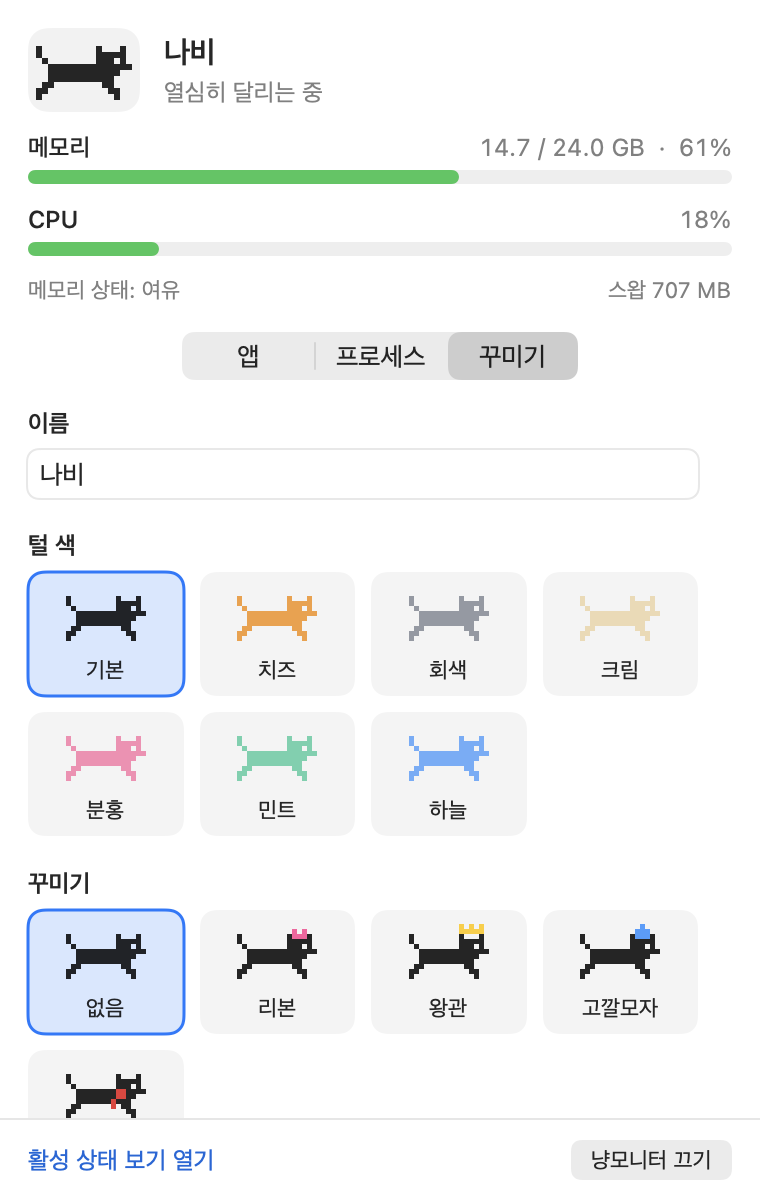 나비
열심히 달리는 중
메모리 14.7 / 24.0 GB · 61%
CPU 18%
메모리 상태: 여유 스왑 707 MB
앱 프로세스 꾸미기
이름
나비
털 색
기본 치즈 회색 크림
분홍 민트 하늘
꾸미기
없음 리본 왕관 고깔모자
활성 상태 보기 열기 냥모니터 끄기